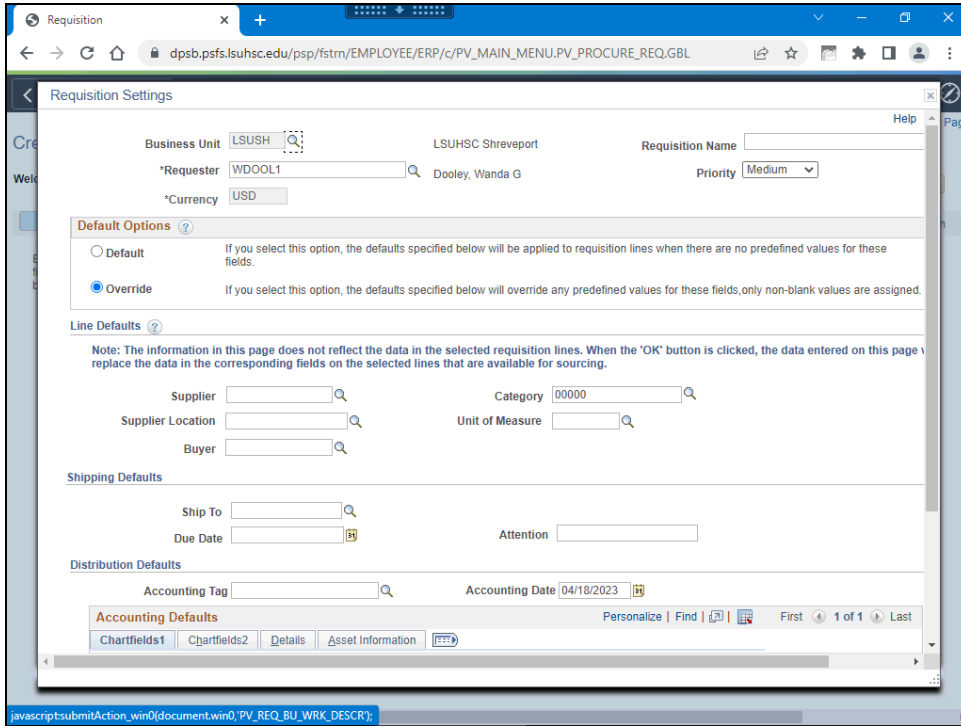 Requisition
dpsb.psfs.lsuhsc.edu/psp/fstrn/EMPLOYEE/ERP/c/PV_MAIN_MENU.PV_PROCURE_REQ.GBL
Requisition Settings
Help
Pag
Cre
Welc
Business Unit LSUSH LSUHSC Shreveport Requisition Name
*Requester WDOOL1 Dooley, Wanda G Priority Medium
*Currency USD
Default Options ?
Default If you select this option, the defaults specified below will be applied to requisition lines when there are no predefined values for these
fields.
Override If you select this option, the defaults specified below will override any predefined values for these fields,only non-blank values are assigned.
Line Defaults ?
Note: The information in this page does not reflect the data in the selected requisition lines. When the 'OK' button is clicked, the data entered on this page
replace the data in the corresponding fields on the selected lines that are available for sourcing.
Supplier Category 00000
Supplier Location Unit of Measure
Buyer
Shipping Defaults
Ship To
Due Date 31 Attention
Distribution Defaults
Accounting Tag Accounting Date 04/18/2023 31
Accounting Defaults Personalize | Find | First 1 of 1 Last
Chartfields1 Chartfields2 Details Asset Information
javascript:submitAction_win0(document.win0,'PV_REQ_BU_WRK_DESCR');